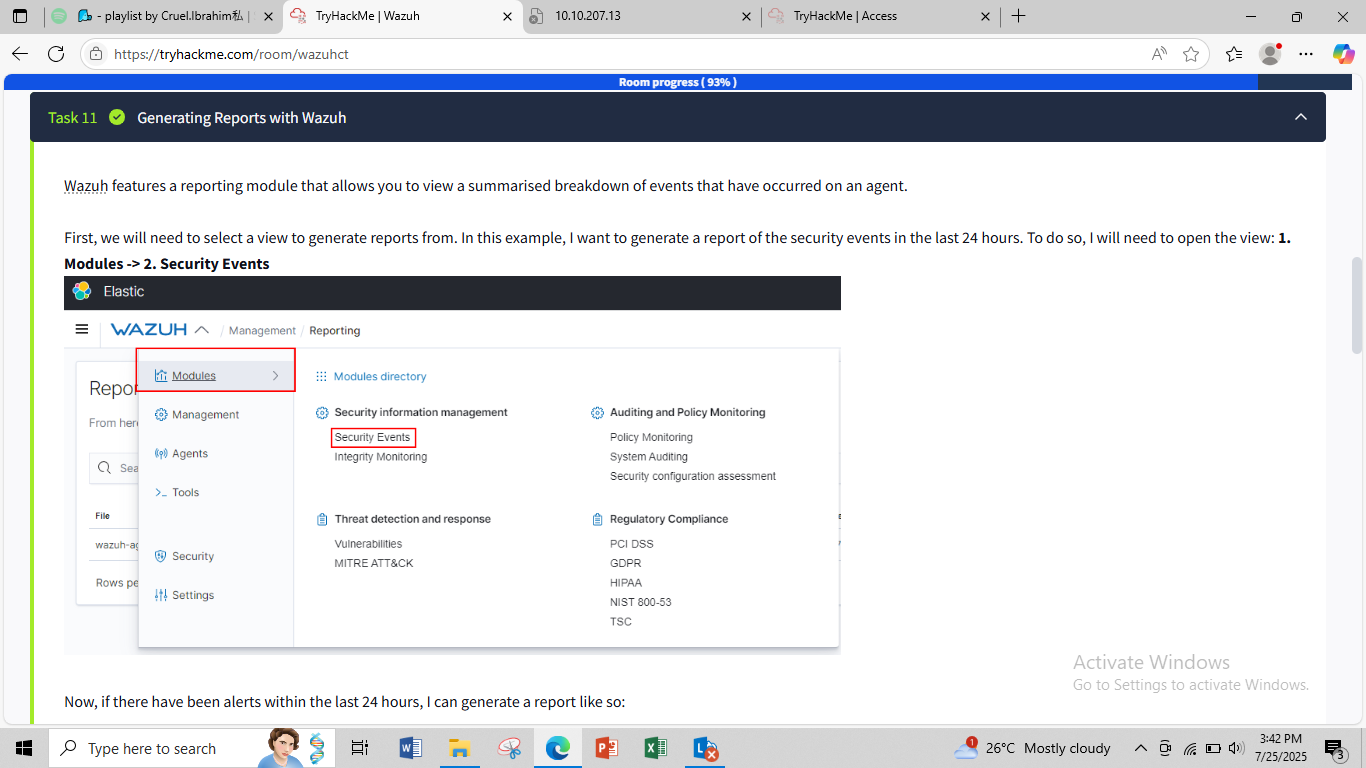 - playlist by Cruel.Ibrahim私 |
TryHackMe | Wazuh
10.10.207.13
TryHackMe | Access
https://tryhackme.com/room/wazuhct
Room progress ( 93% )
Task 11
Generating Reports with Wazuh
Wazuh features a reporting module that allows you to view a summarised breakdown of events that have occurred on an agent.
First, we will need to select a view to generate reports from. In this example, I want to generate a report of the security events in the last 24 hours. To do so, I will need to open the view: 1.
Modules -> 2. Security Events
Elastic
WAZUH / Management / Reporting
Modules
Modules directory
Repor
Management
Security information management
Auditing and Policy Monitoring
From here
Security Events
Policy Monitoring
Agents
Integrity Monitoring
System Auditing
Sea
Security configuration assessment
Tools
File
Threat detection and response
Regulatory Compliance
wazuh-ag
Vulnerabilities
PCI DSS
Security
MITRE ATT&CK
GDPR
Rows pe
HIPAA
Settings
NIST 800-53
TSC
Activate Windows
Go to Settings to activate Windows.
Now, if there have been alerts within the last 24 hours, I can generate a report like so:
Type here to search
26°C Mostly cloudy
3:42 PM
7/25/2025